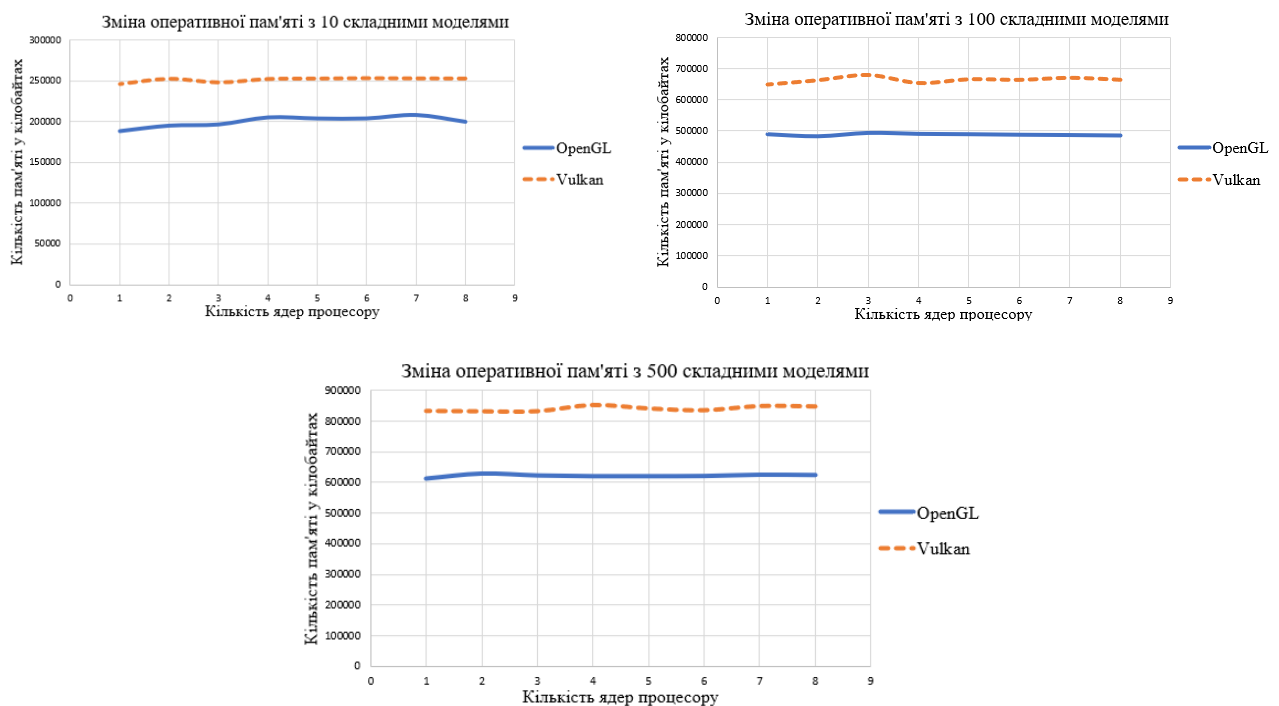 Зміна оперативної пам'яті з 10 складними моделями
Кількість пам'яті у кілобайтах
300000
250000
200000
150000
100000
50000
0
0 1 2 3 4 5 6 7 8 9
Кількість ядер процесору
OpenGL
Vulkan
Зміна оперативної пам'яті з 100 складними моделями
Кількість пам'яті у кілобайтах
800000
700000
600000
500000
400000
300000
200000
100000
0
0 1 2 3 4 5 6 7 8 9
Кількість ядер процесору
OpenGL
Vulkan
Зміна оперативної пам'яті з 500 складними моделями
Кількість пам'яті у кілобайтах
900000
800000
700000
600000
500000
400000
300000
200000
100000
0
0 1 2 3 4 5 6 7 8 9
Кількість ядер процесору
OpenGL
Vulkan